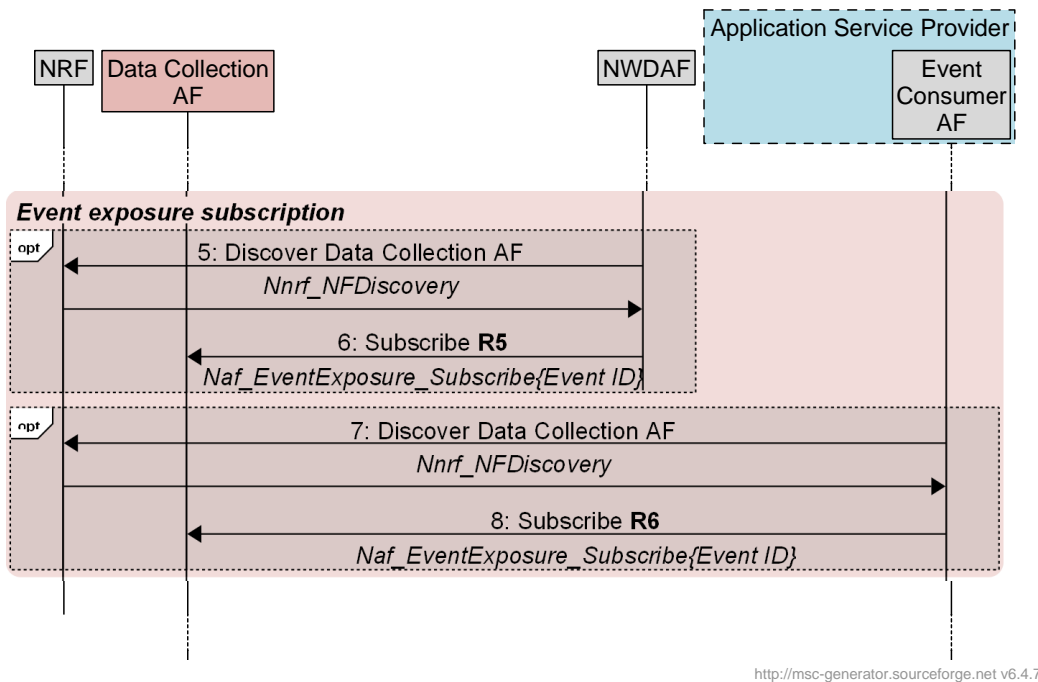 Application Service Provider
NRF
Data Collection
AF
NWDAF
Event
Consumer
AF
Event exposure subscription
opt
5: Discover Data Collection AF
Nnrf_NFDiscovery
6: Subscribe R5
Naf_EventExposure_Subscribe{Event ID}
opt
7: Discover Data Collection AF
Nnrf_NFDiscovery
8: Subscribe R6
Naf_EventExposure_Subscribe{Event ID}
http://msc-generator.sourceforge.net v6.4.7